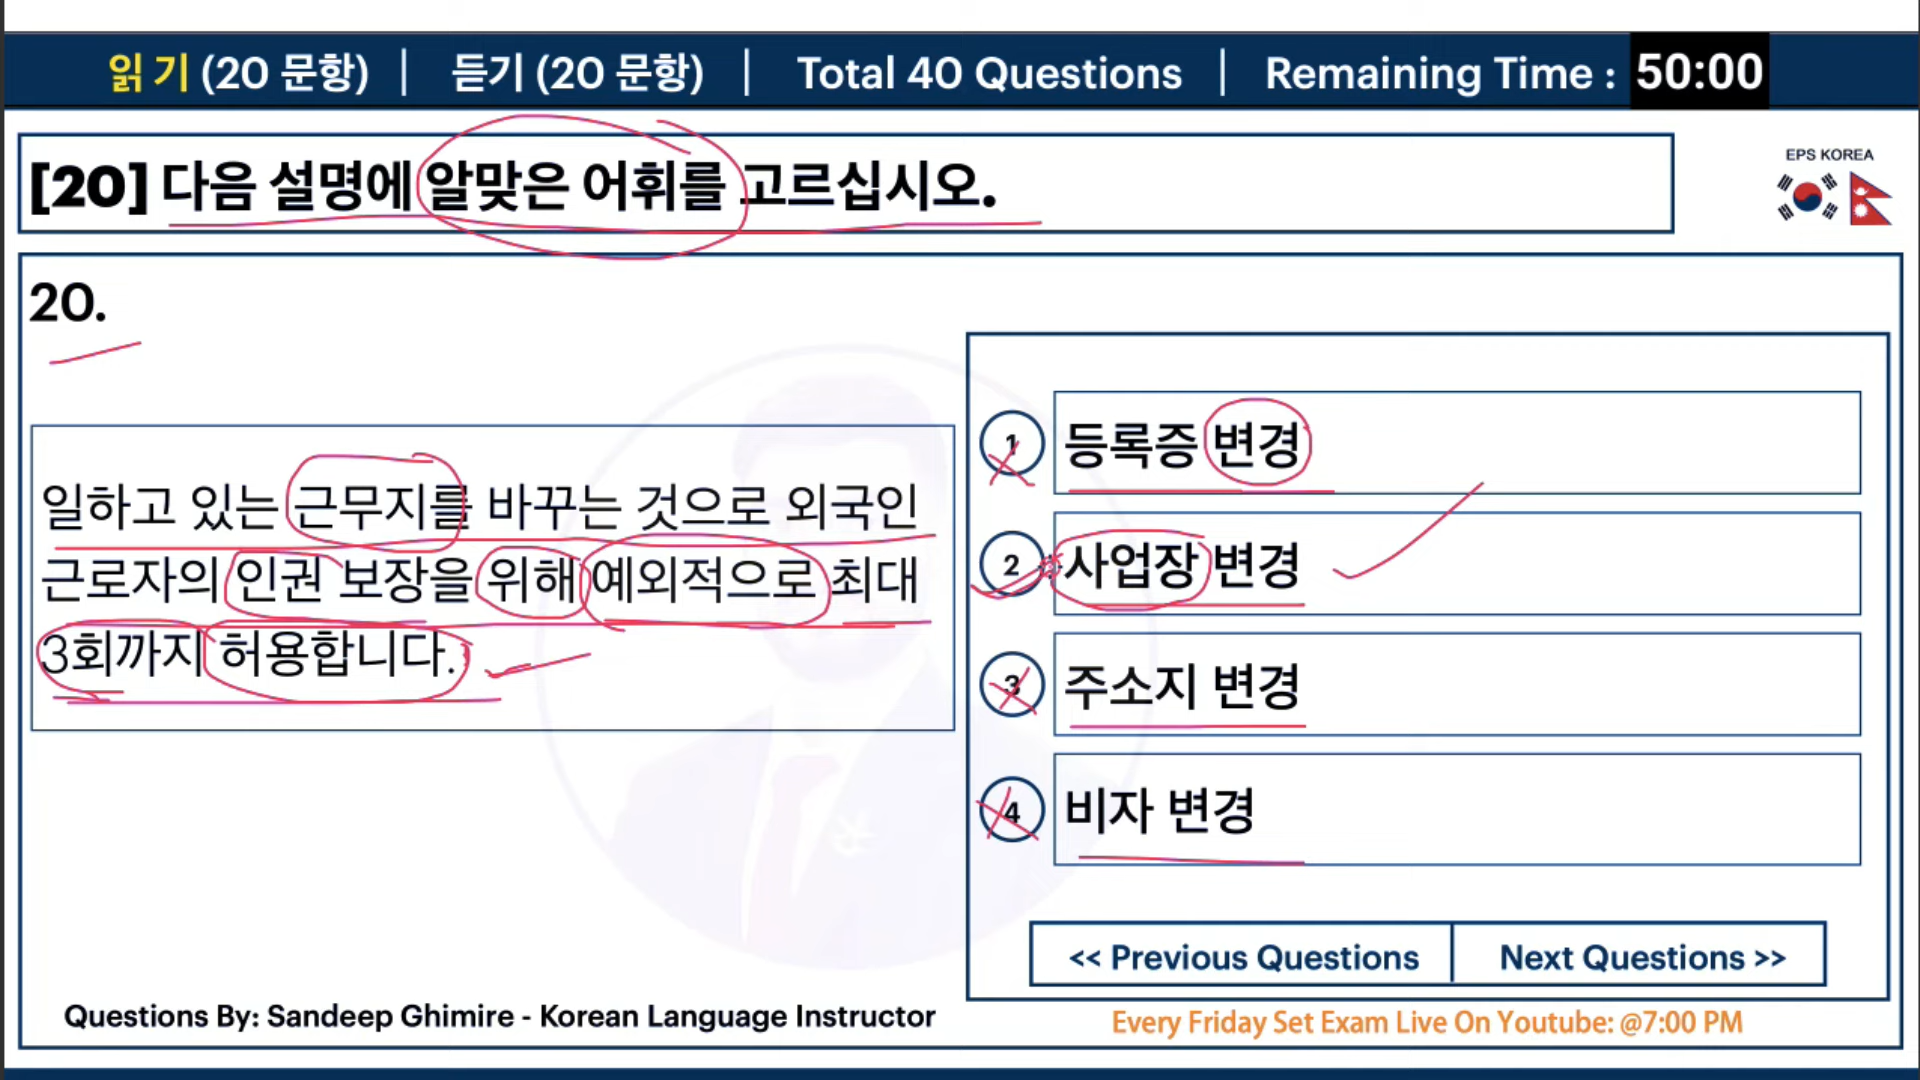 읽 기 (20 문항) | 듣기 (20 문항) | Total 40 Questions | Remaining Time : 50:00
[20] 다음 설명에 알맞은 어휘를 고르십시오.
EPS KOREA
20.
일하고 있는 근무지를 바꾸는 것으로 외국인
근로자의 인권 보장을 위해 예외적으로 최대
3회까지 허용합니다.
1 등록증 변경
2 사업장 변경
3 주소지 변경
4 비자 변경
<< Previous Questions | Next Questions >>
Questions By: Sandeep Ghimire - Korean Language Instructor
Every Friday Set Exam Live On Youtube: @7:00 PM